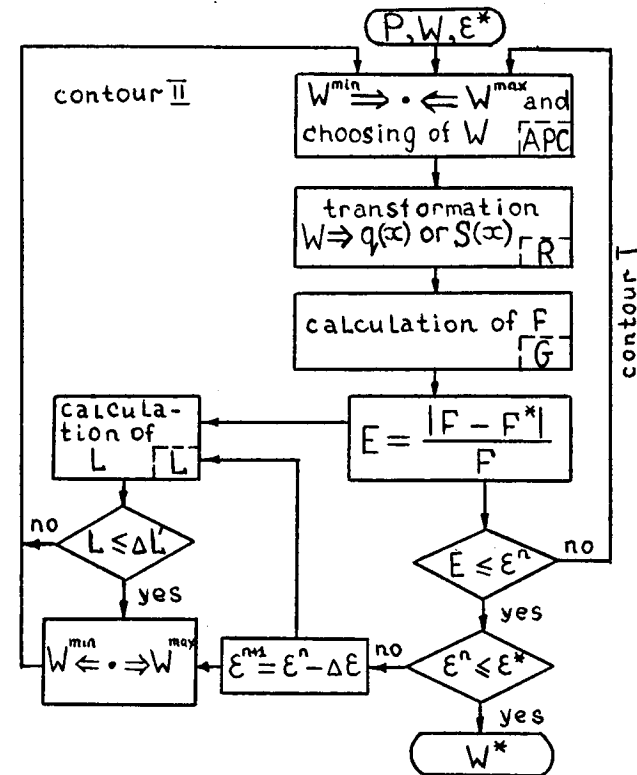 P, W, ε*
contour II
W^min ⇒ · ⇐ W^max and
choosing of W
APC
transformation
W ⇒ q(x) or S(x)
R
calculation of F
G
contour I
calcula-
tion of
L
L
E = |F - F*| / F
L ≤ ΔL'
no
yes
E ≤ ε^n
no
yes
W^min ⇐ · ⇒ W^max
ε^n+1 = ε^n - Δε
no
ε^n ≤ ε*
yes
W*